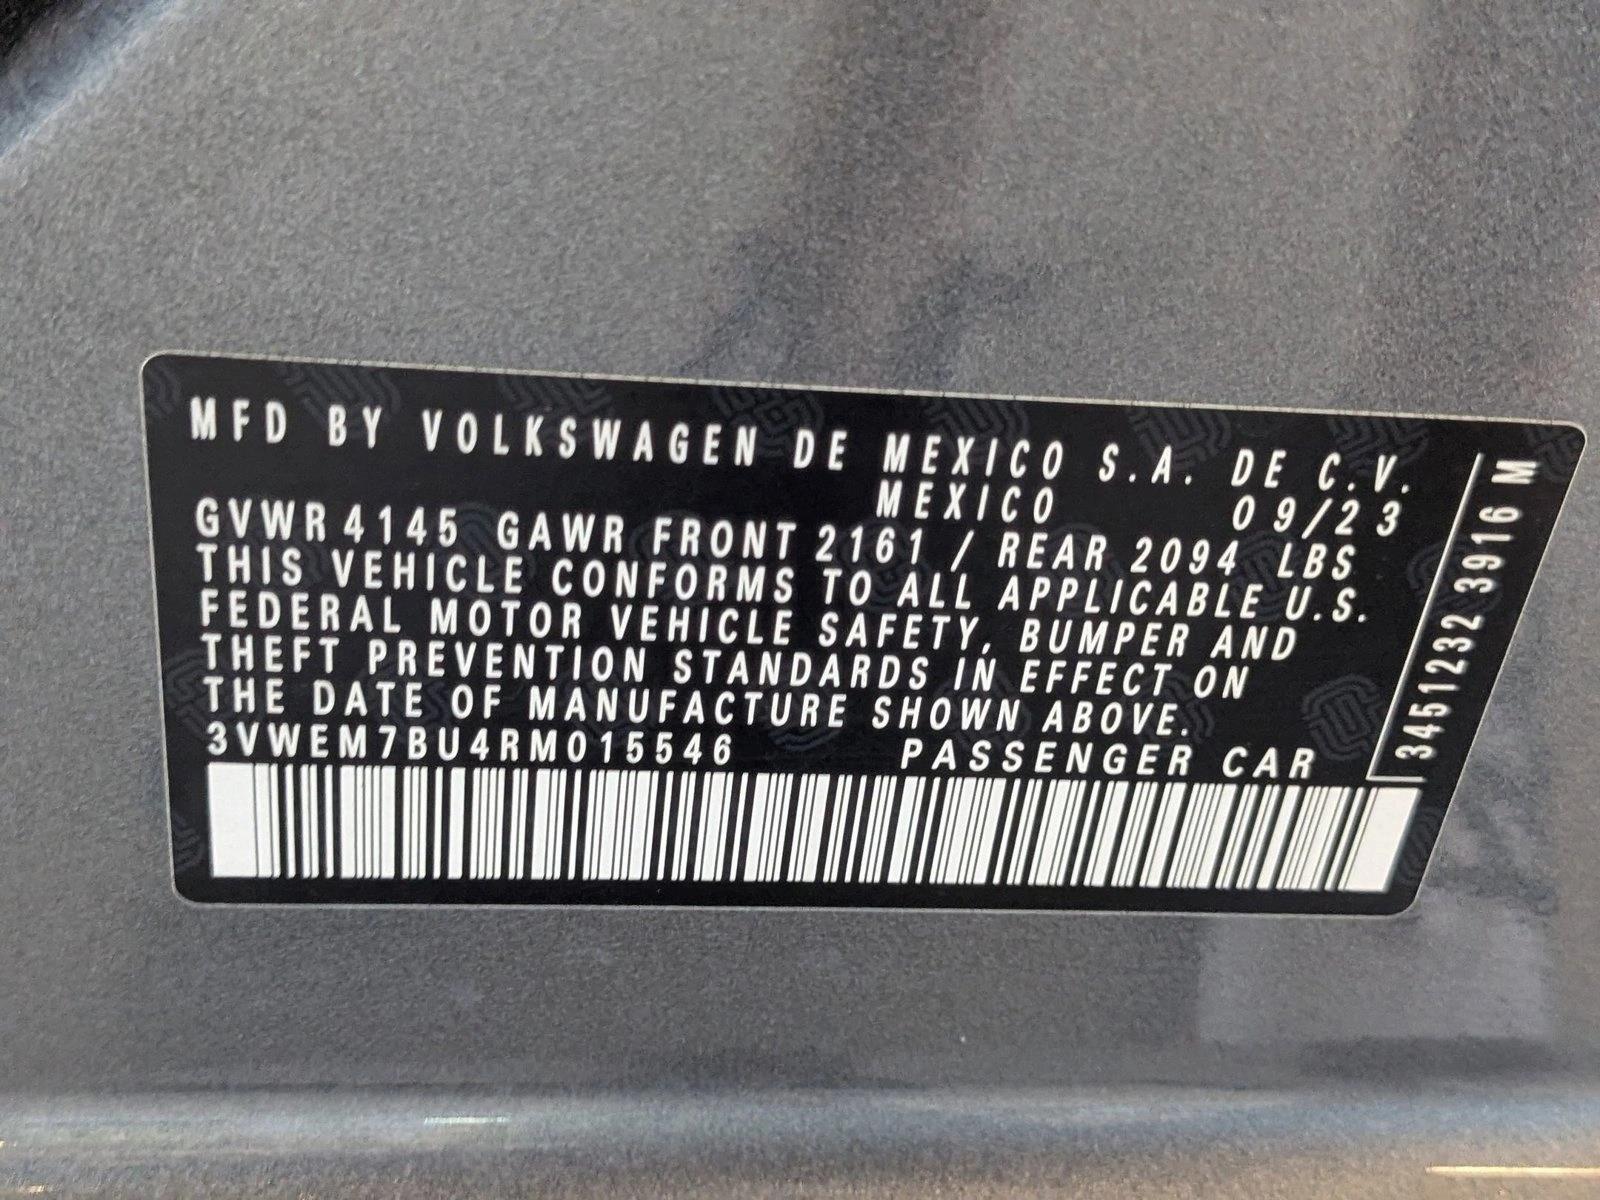 MFD BY VOLKSWAGEN DE MEXICO S.A. DE C.V.
MEXICO 09/23
GVWR 4145 GAWR FRONT 2161 / REAR 2094 LBS
THIS VEHICLE CONFORMS TO ALL APPLICABLE U.S.
FEDERAL MOTOR VEHICLE SAFETY, BUMPER AND
THEFT PREVENTION STANDARDS IN EFFECT ON
THE DATE OF MANUFACTURE SHOWN ABOVE.
3VWEM7BU4RM015546 PASSENGER CAR
3451232 3916 M